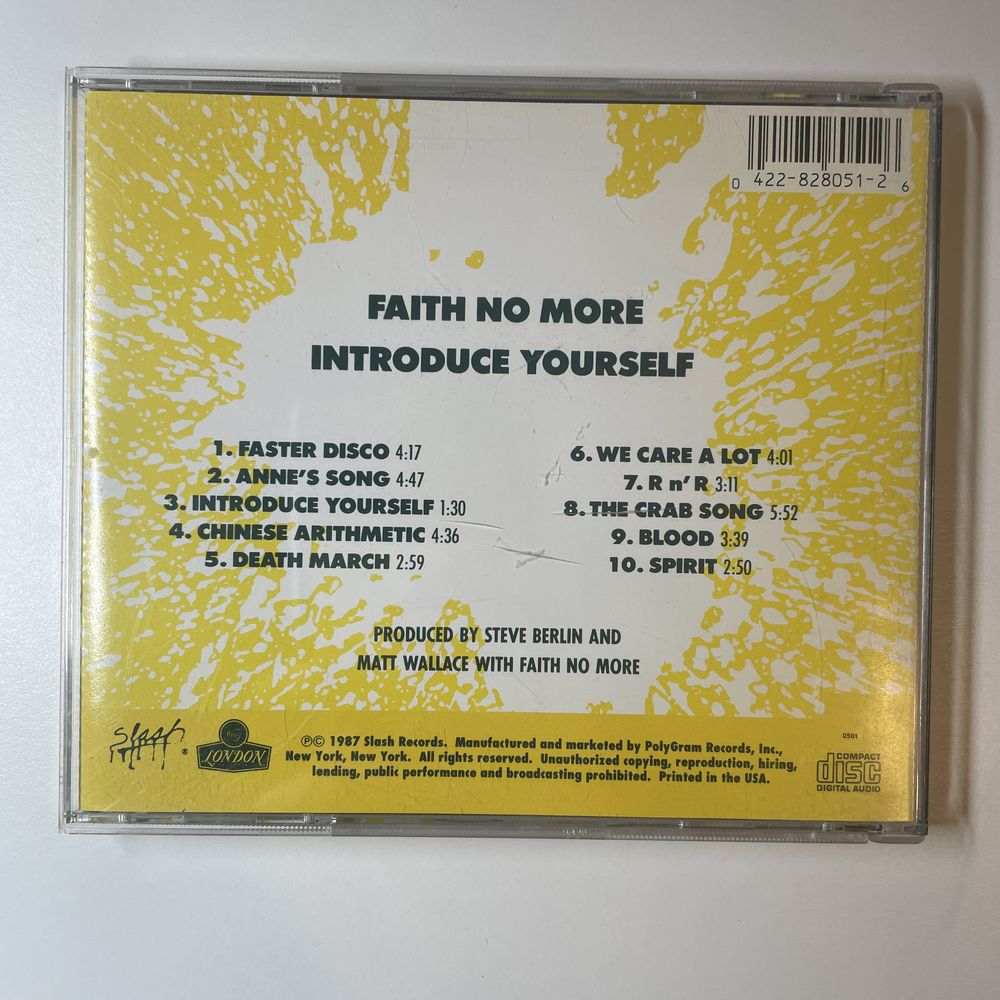 0 422-828051-2 6
FAITH NO MORE
INTRODUCE YOURSELF
1. FASTER DISCO 4:17
2. ANNE'S SONG 4:47
3. INTRODUCE YOURSELF 1:30
4. CHINESE ARITHMETIC 4:36
5. DEATH MARCH 2:59
6. WE CARE A LOT 4:01
7. R n' R 3:11
8. THE CRAB SONG 5:52
9. BLOOD 3:39
10. SPIRIT 2:50
PRODUCED BY STEVE BERLIN AND
MATT WALLACE WITH FAITH NO MORE
slash ®
LONDON
℗© 1987 Slash Records. Manufactured and marketed by PolyGram Records, Inc.,
New York, New York. All rights reserved. Unauthorized copying, reproduction, hiring,
lending, public performance and broadcasting prohibited. Printed in the USA.
0501
COMPACT
disc
DIGITAL AUDIO